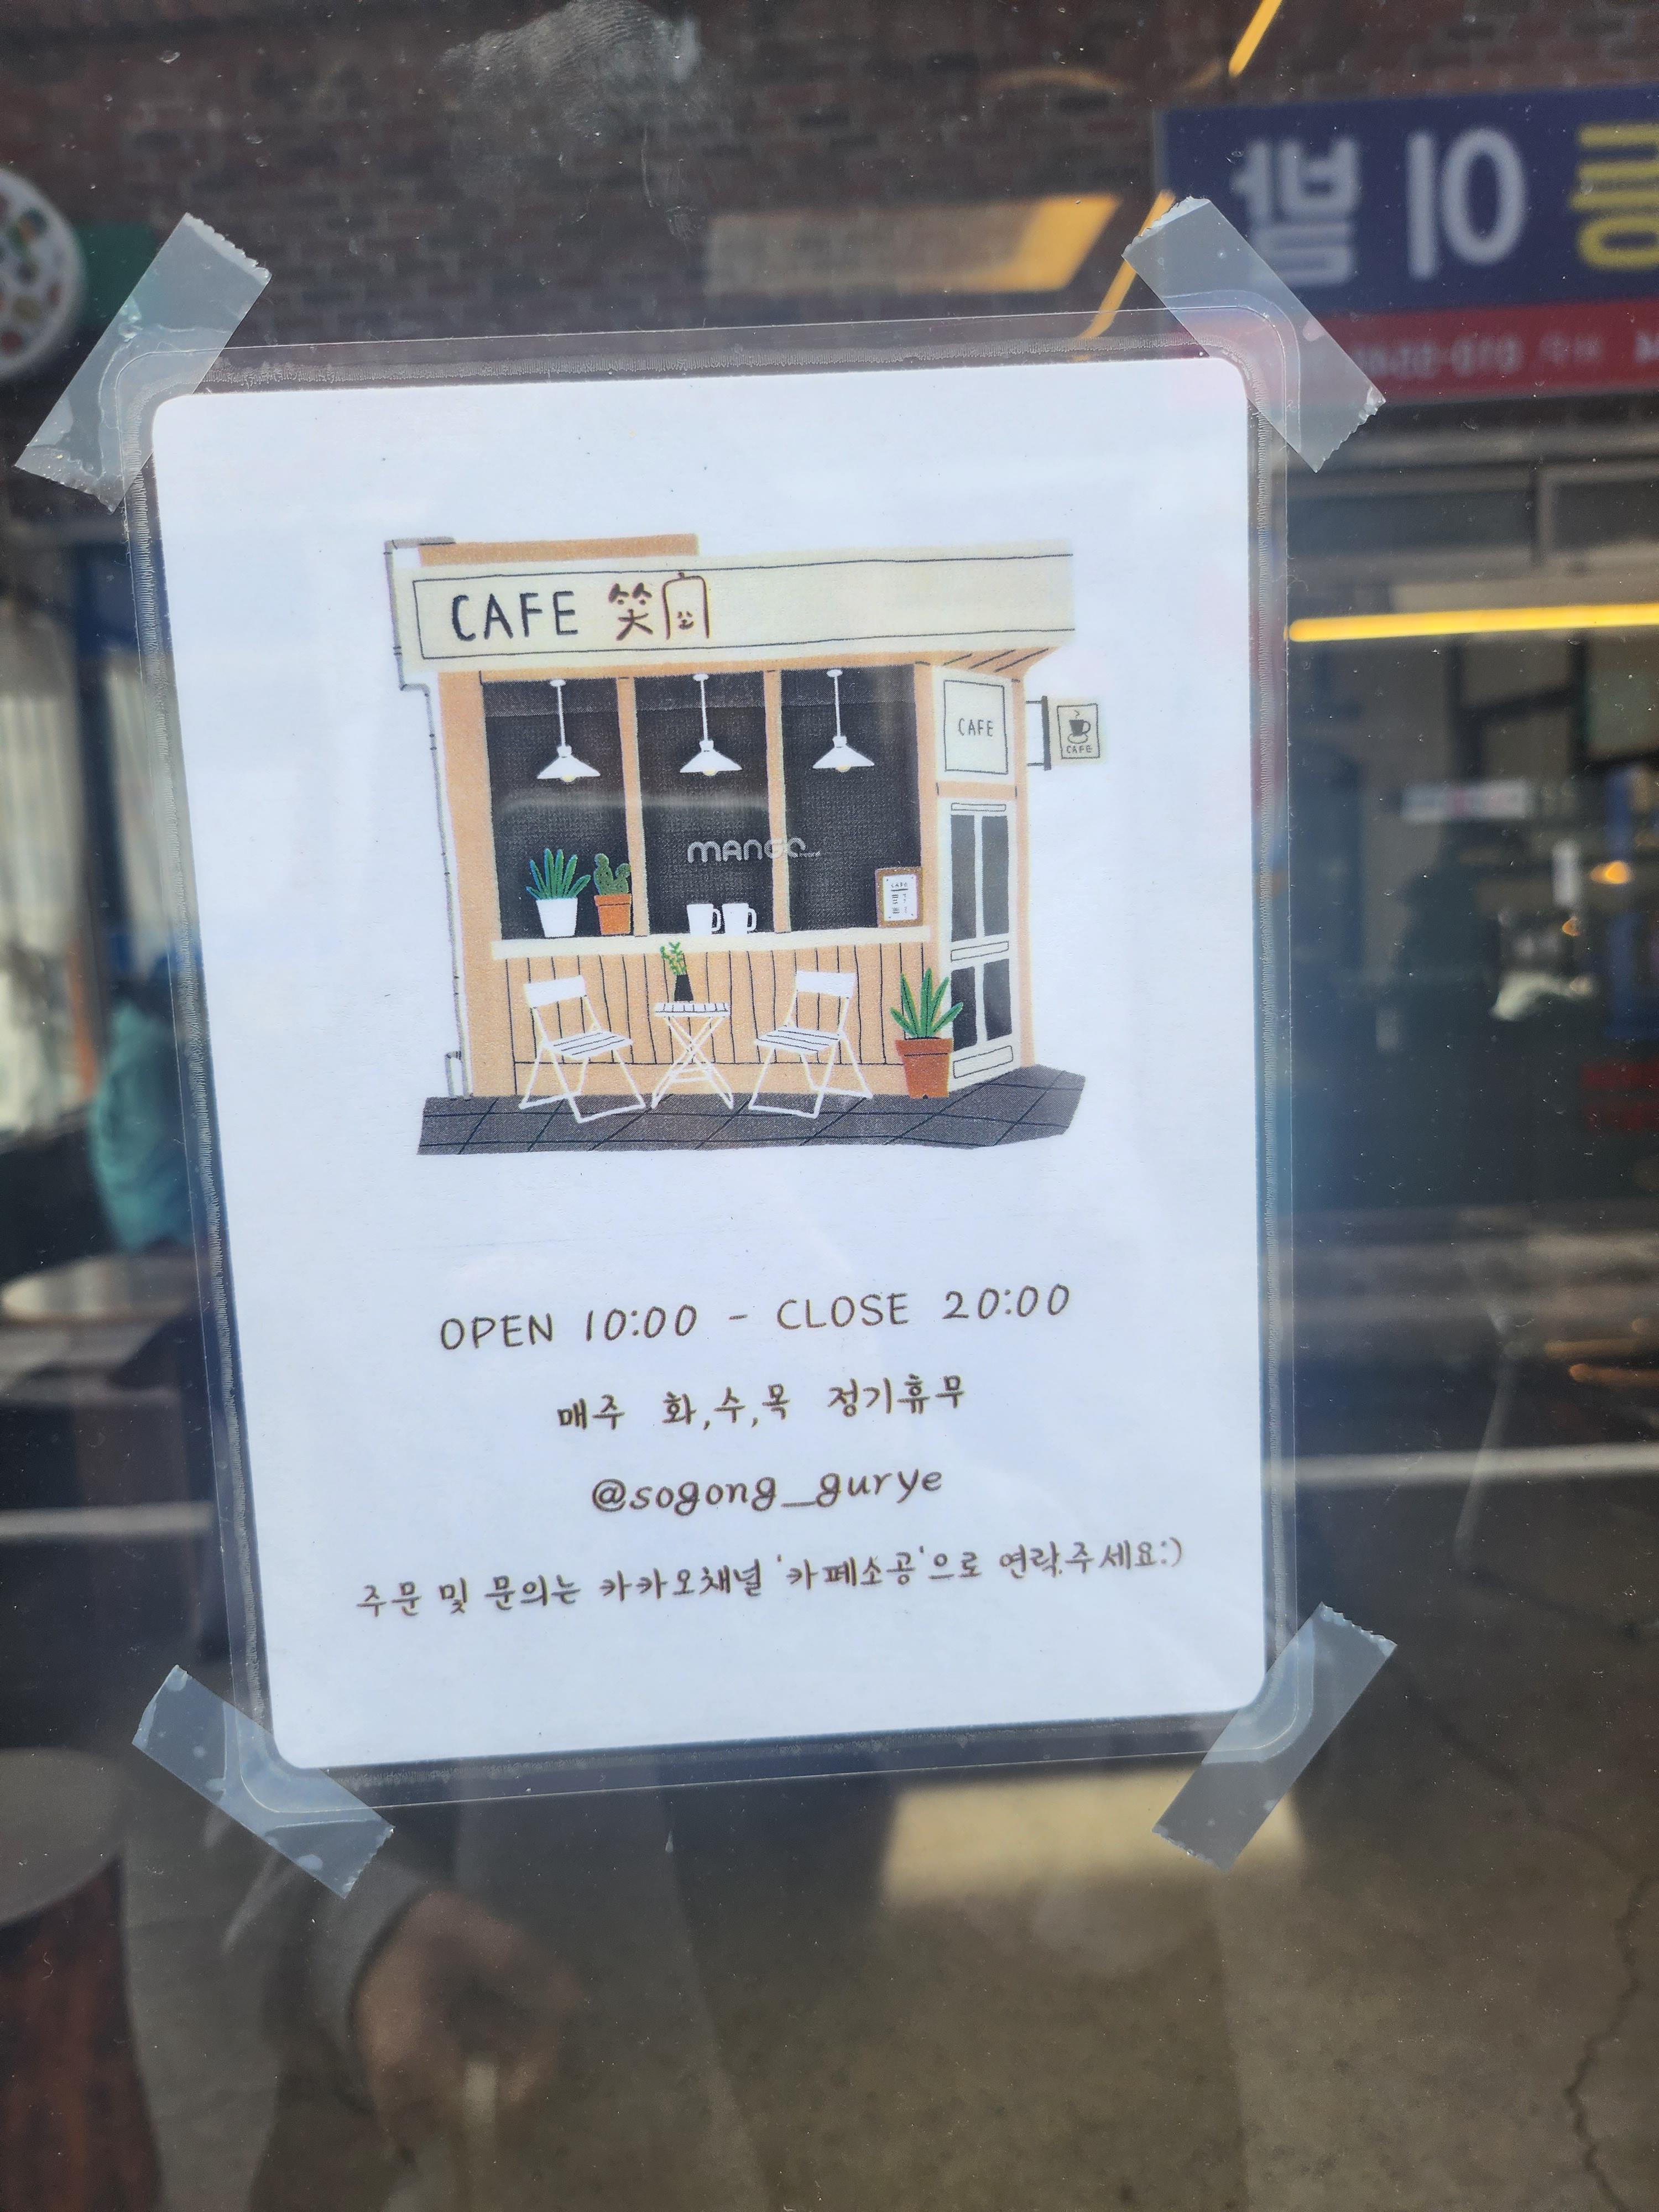 CAFE 笑
CAFE
CAFE
mango
CAFE
OPEN 10:00 - CLOSE 20:00
매주 화,수,목 정기휴무
@sogong_gurye
주문 및 문의는 카카오채널 '카페소공'으로 연락주세요:)